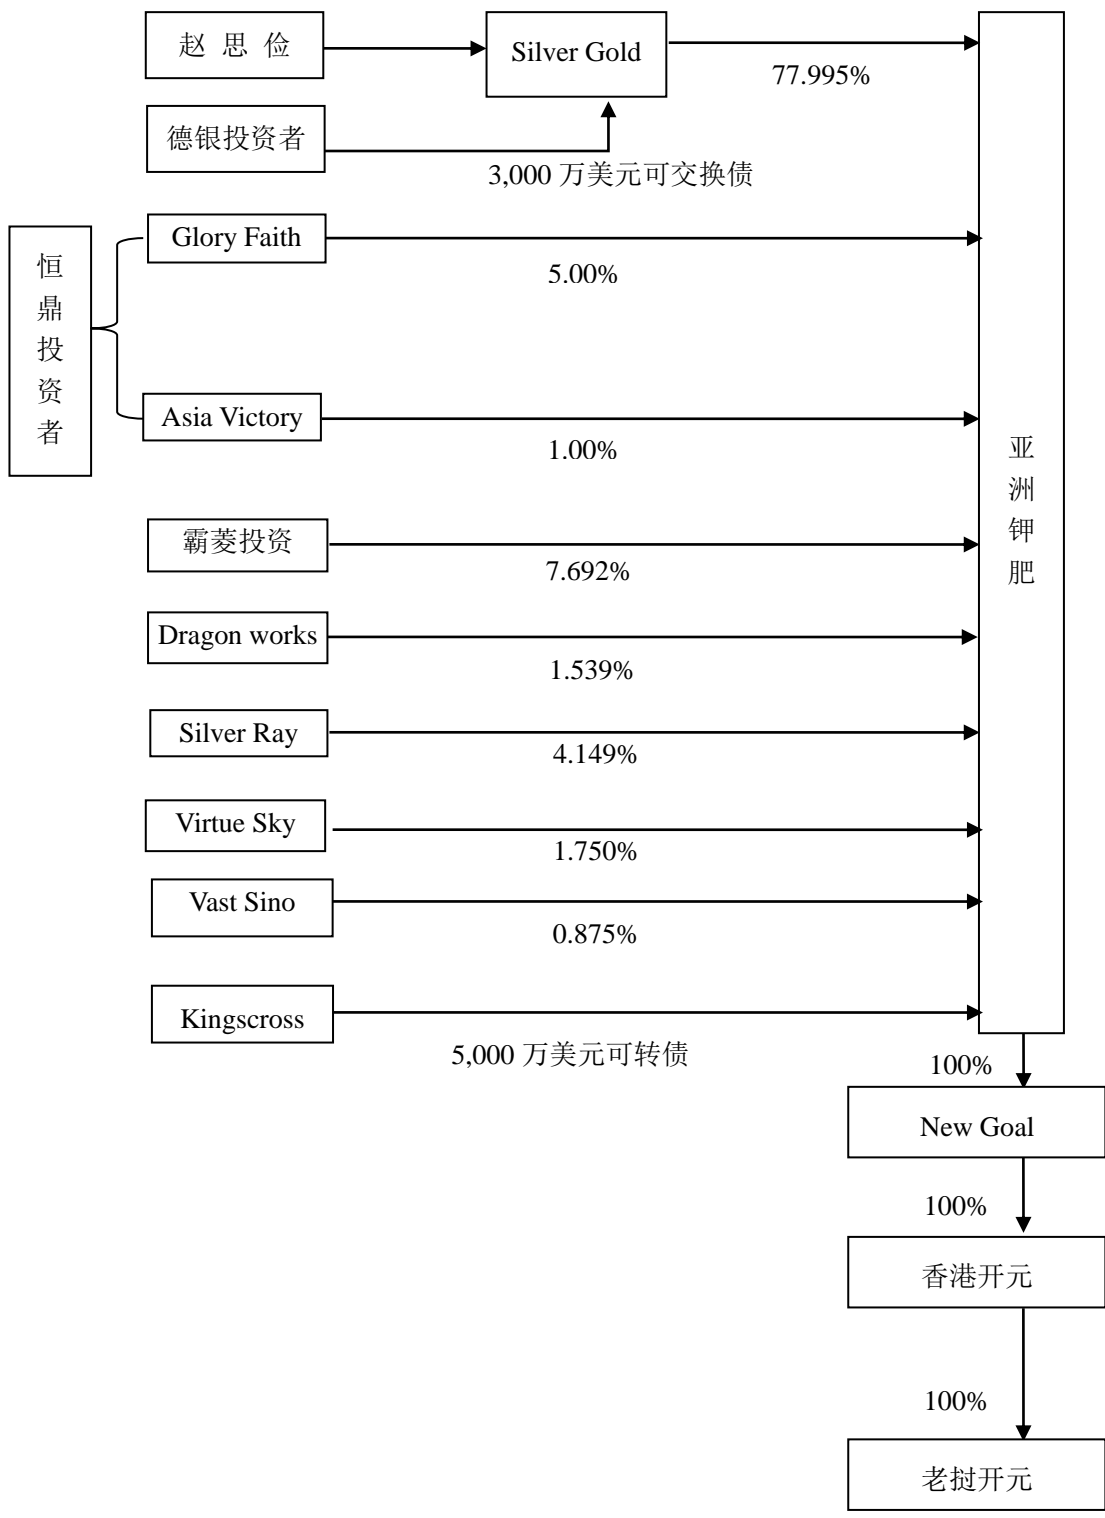 赵 思 俭
Silver Gold
77.995%
德银投资者
3,000 万美元可交换债
恒鼎投资者
Glory Faith
5.00%
Asia Victory
1.00%
亚洲钾肥
霸菱投资
7.692%
Dragon works
1.539%
Silver Ray
4.149%
Virtue Sky
1.750%
Vast Sino
0.875%
Kingscross
5,000 万美元可转债
100%
New Goal
100%
香港开元
100%
老挝开元